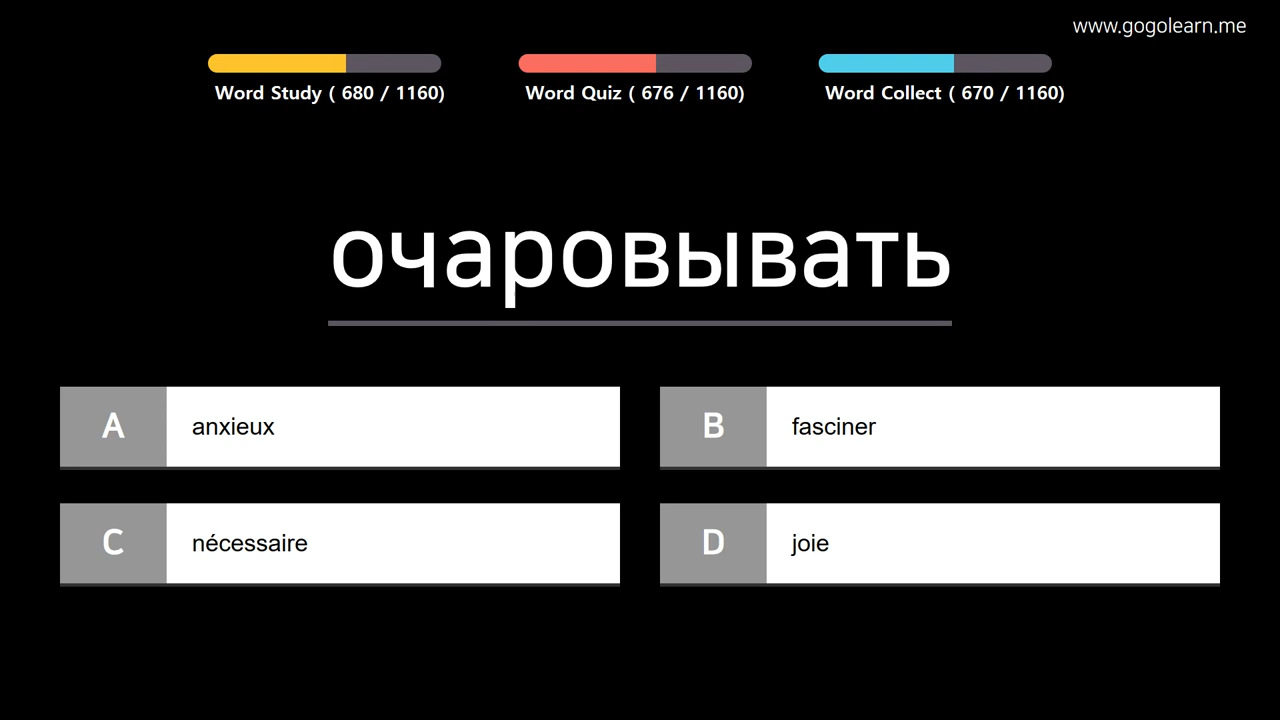 www.gogolearn.me
Word Study ( 680 / 1160)
Word Quiz ( 676 / 1160)
Word Collect ( 670 / 1160)
очаровывать
A anxieux
B fasciner
C nécessaire
D joie